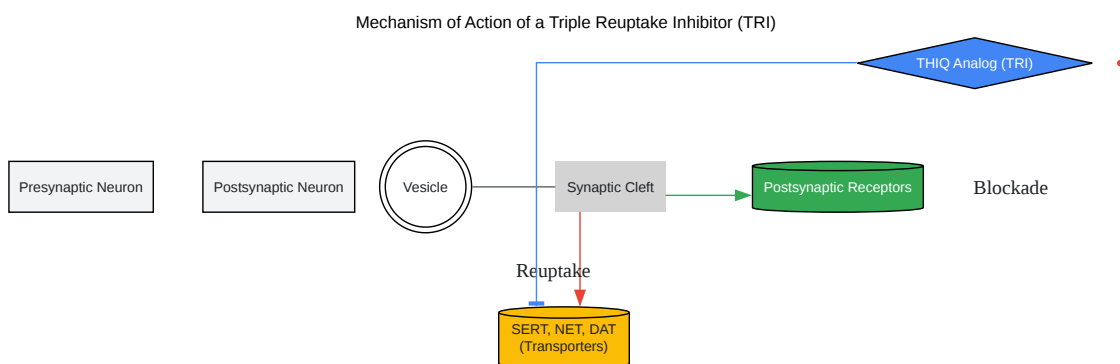 Mechanism of Action of a Triple Reuptake Inhibitor (TRI)
THIQ Analog (TRI)
Presynaptic Neuron
Postsynaptic Neuron
Vesicle
Synaptic Cleft
Postsynaptic Receptors
Blockade
Reuptake
SERT, NET, DAT
(Transporters)